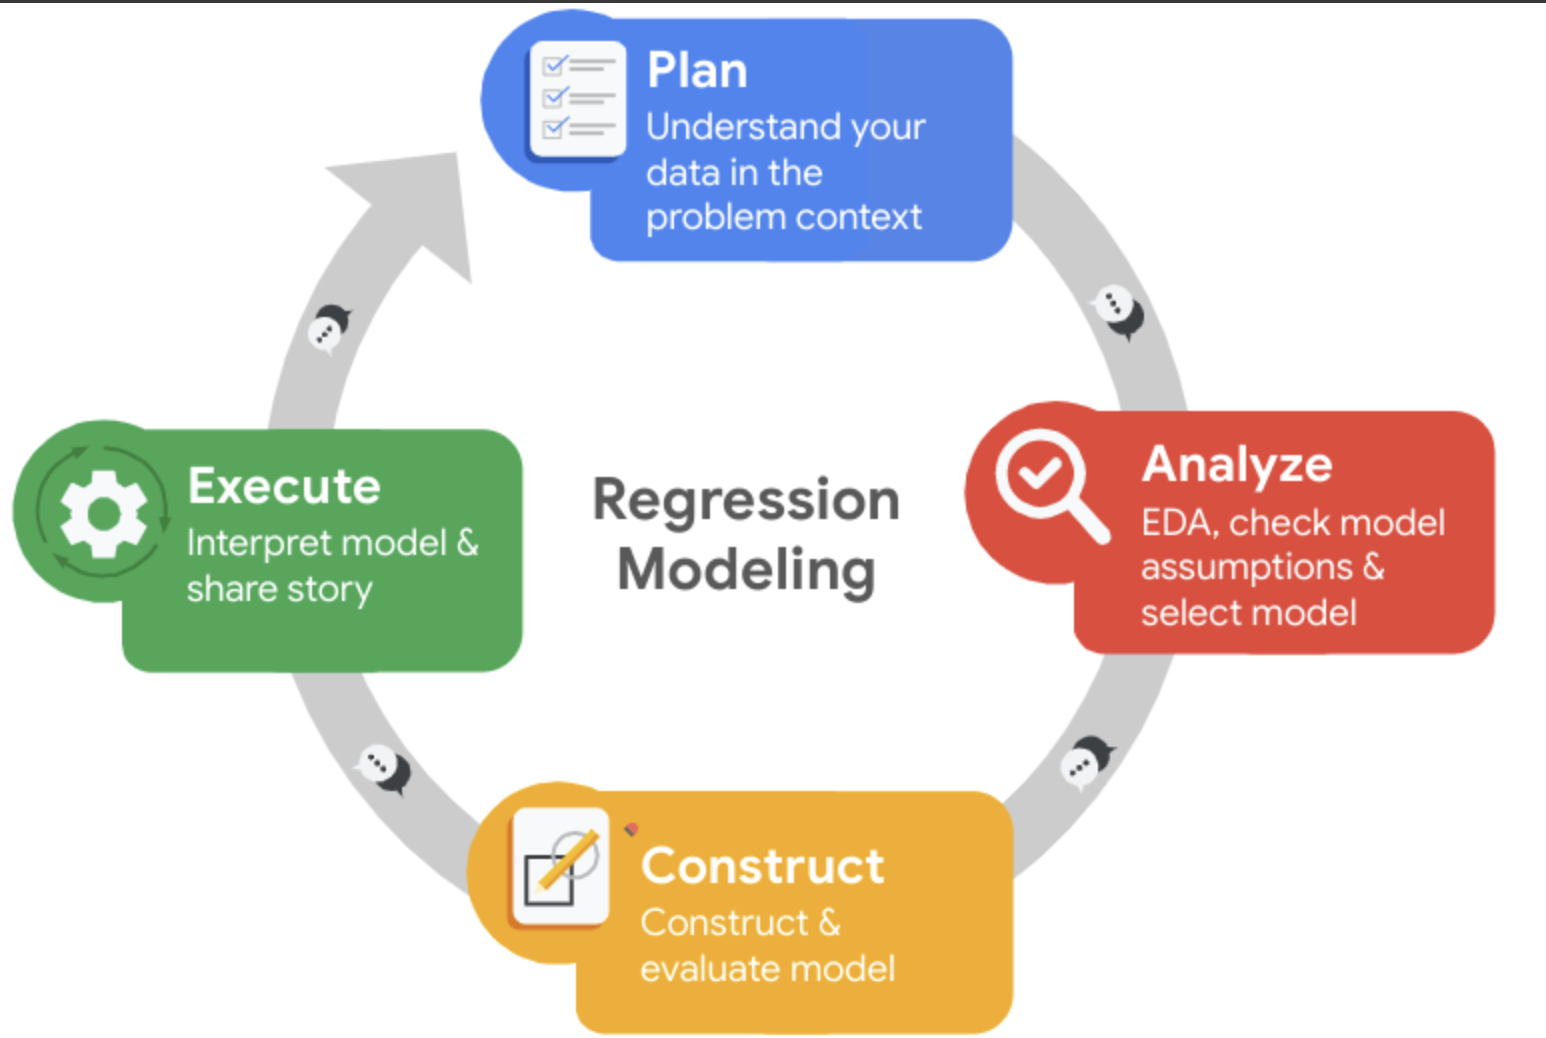 Plan
Understand your
data in the
problem context
Analyze
EDA, check model
assumptions &
select model
Construct
Construct &
evaluate model
Execute
Interpret model &
share story
Regression
Modeling